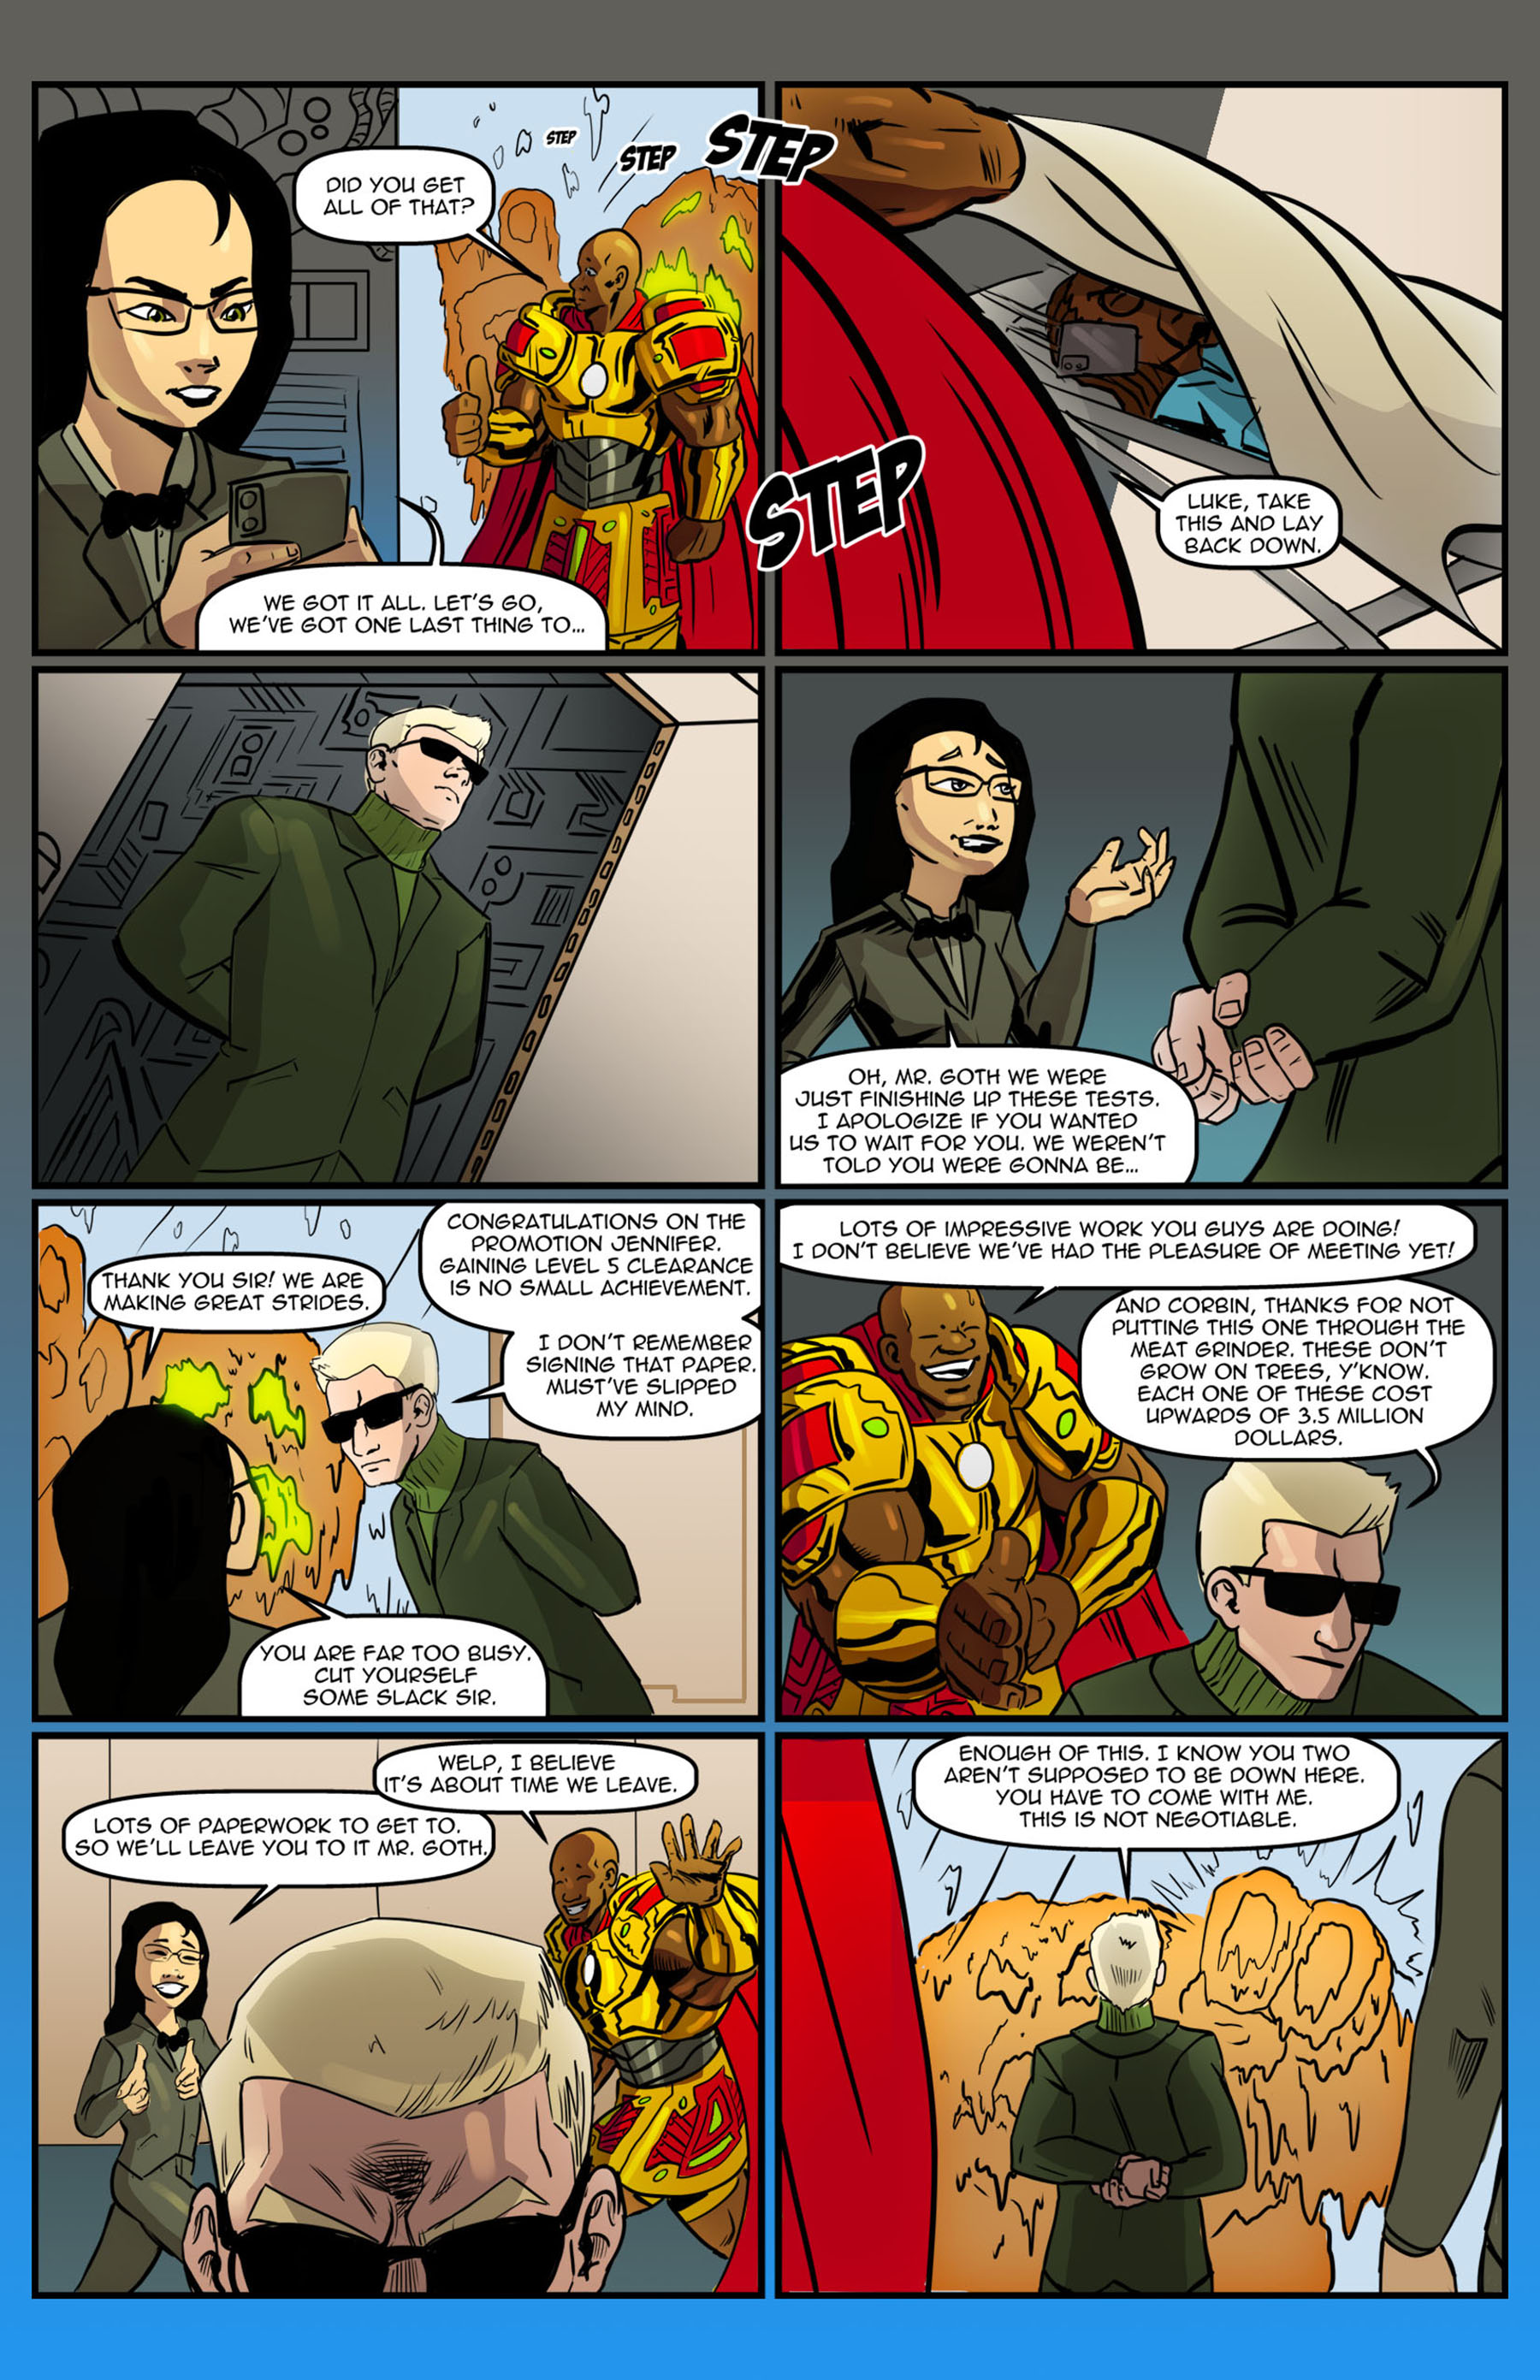 STEP
STEP
STEP
DID YOU GET
ALL OF THAT?
WE GOT IT ALL. LET'S GO,
WE'VE GOT ONE LAST THING TO...
STEP
LUKE, TAKE
THIS AND LAY
BACK DOWN.
OH, MR. GOTH WE WERE
JUST FINISHING UP THESE TESTS.
I APOLOGIZE IF YOU WANTED
US TO WAIT FOR YOU. WE WEREN'T
TOLD YOU WERE GONNA BE...
CONGRATULATIONS ON THE
PROMOTION JENNIFER.
GAINING LEVEL 5 CLEARANCE
IS NO SMALL ACHIEVEMENT.
THANK YOU SIR! WE ARE
MAKING GREAT STRIDES.
I DON'T REMEMBER
SIGNING THAT PAPER.
MUST'VE SLIPPED
MY MIND.
YOU ARE FAR TOO BUSY.
CUT YOURSELF
SOME SLACK SIR.
LOTS OF IMPRESSIVE WORK YOU GUYS ARE DOING!
I DON'T BELIEVE WE'VE HAD THE PLEASURE OF MEETING YET!
AND CORBIN, THANKS FOR NOT
PUTTING THIS ONE THROUGH THE
MEAT GRINDER. THESE DON'T
GROW ON TREES, Y'KNOW.
EACH ONE OF THESE COST
UPWARDS OF 3.5 MILLION
DOLLARS.
WELP, I BELIEVE
IT'S ABOUT TIME WE LEAVE.
LOTS OF PAPERWORK TO GET TO.
SO WE'LL LEAVE YOU TO IT MR. GOTH.
ENOUGH OF THIS. I KNOW YOU TWO
AREN'T SUPPOSED TO BE DOWN HERE.
YOU HAVE TO COME WITH ME.
THIS IS NOT NEGOTIABLE.